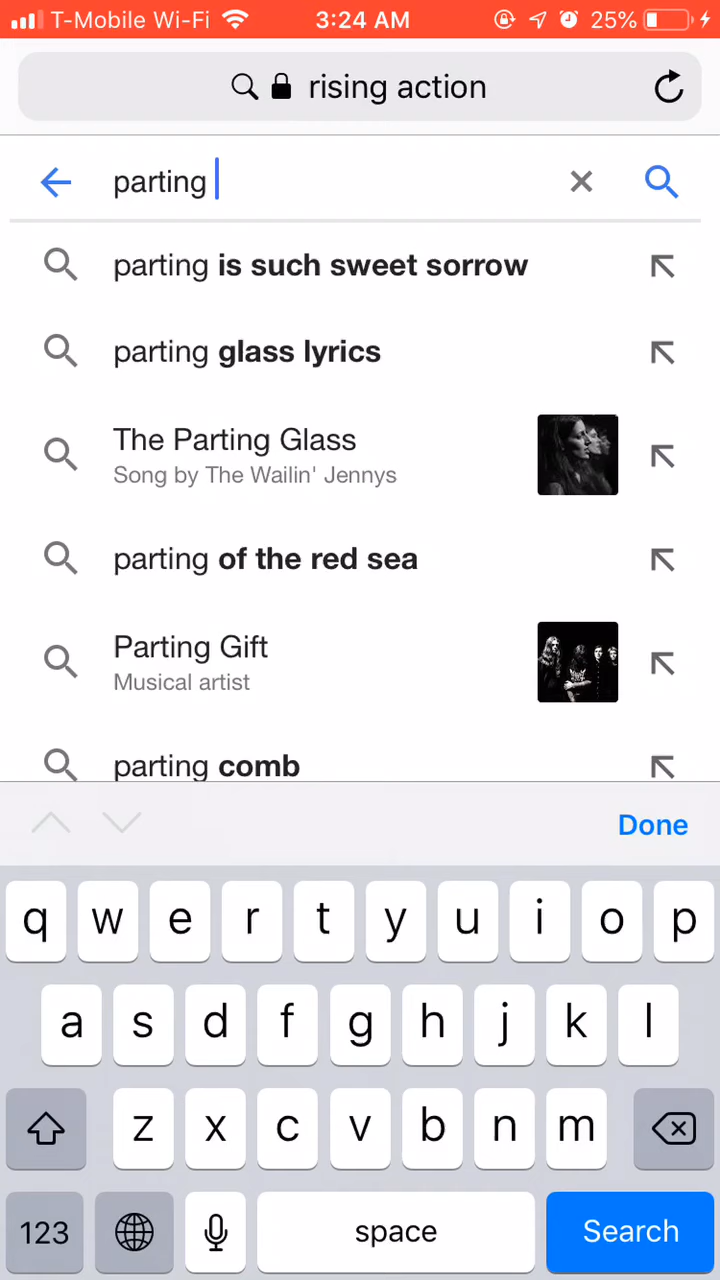 T-Mobile Wi-Fi 3:24 AM 25%
rising action
parting
parting is such sweet sorrow
parting glass lyrics
The Parting Glass
Song by The Wailin' Jennys
parting of the red sea
Parting Gift
Musical artist
parting comb
Done
q w e r t y u i o p
a s d f g h j k l
z x c v b n m
123 space Search